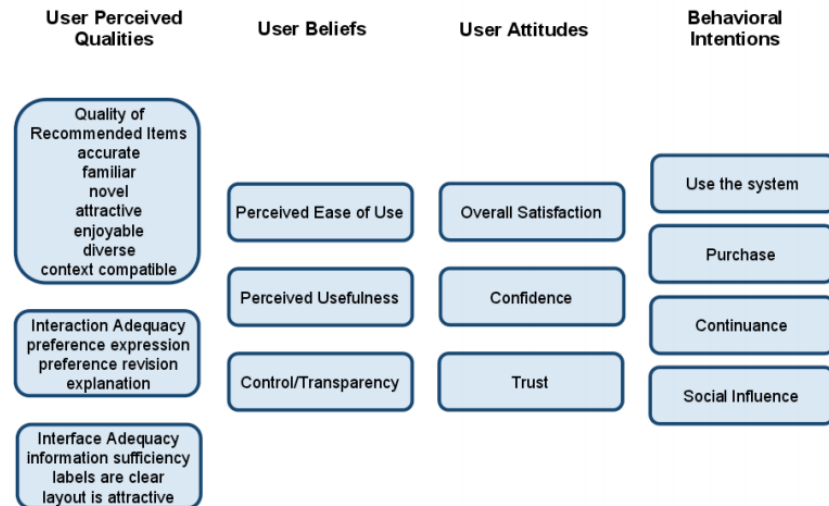 User Perceived
Qualities
User Beliefs
User Attitudes
Behavioral
Intentions
Quality of
Recommended Items
accurate
familiar
novel
attractive
enjoyable
diverse
context compatible
Interaction Adequacy
preference expression
preference revision
explanation
Interface Adequacy
information sufficiency
labels are clear
layout is attractive
Perceived Ease of Use
Perceived Usefulness
Control/Transparency
Overall Satisfaction
Confidence
Trust
Use the system
Purchase
Continuance
Social Influence